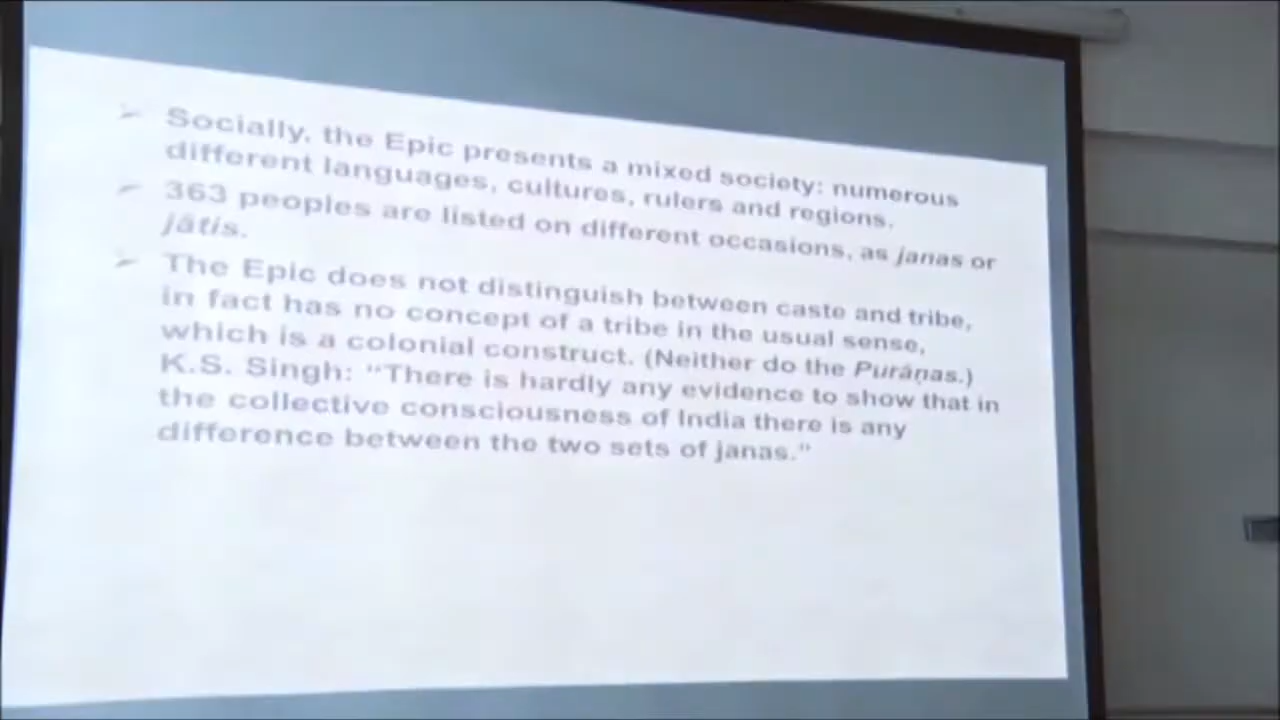 ➢ Socially, the Epic presents a mixed society: numerous
different languages, cultures, rulers and regions.
➢ 363 peoples are listed on different occasions, as janas or
jātis.
➢ The Epic does not distinguish between caste and tribe,
in fact has no concept of a tribe in the usual sense,
which is a colonial construct. (Neither do the Purāṇas.)
K.S. Singh: “There is hardly any evidence to show that in
the collective consciousness of India there is any
difference between the two sets of janas.”